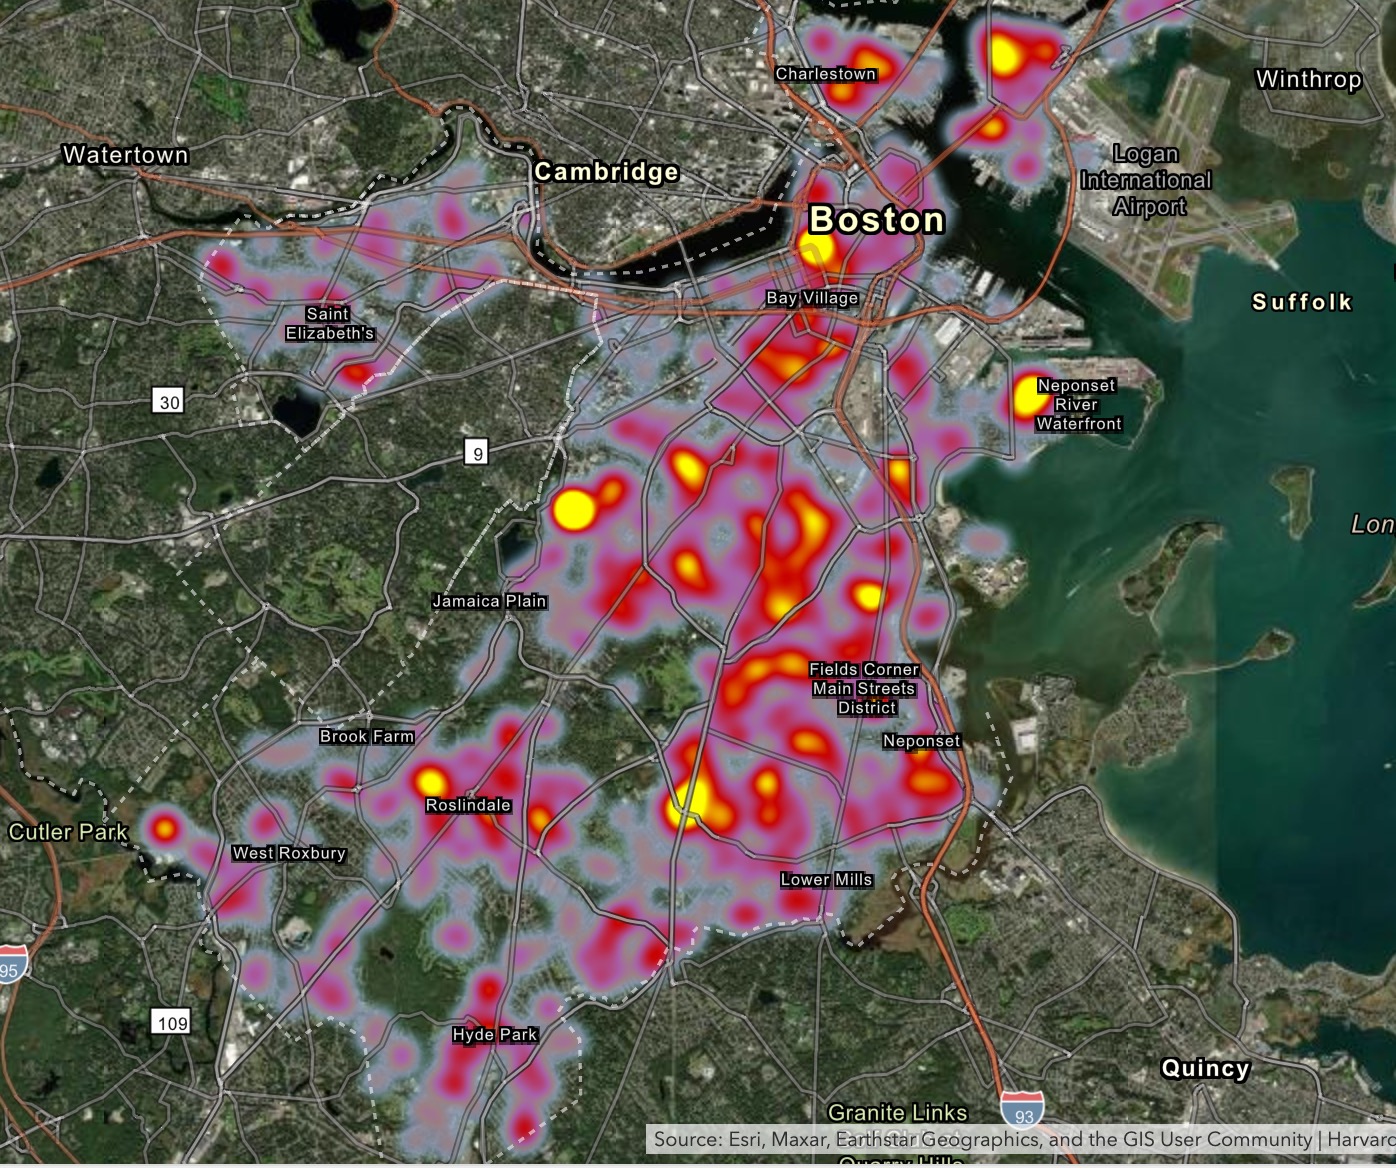 Charlestown
Winthrop
Watertown
Cambridge
Logan
International
Airport
Boston
Bay Village
Suffolk
Saint
Elizabeth's
30
Neponset
River
Waterfront
9
Lon
Jamaica Plain
Fields Corner
Main Streets
District
Brook Farm
Neponset
Roslindale
Cutler Park
West Roxbury
Lower Mills
95
109
Hyde Park
Quincy
Granite Links
93
Source: Esri, Maxar, Earthstar Geographics, and the GIS User Community | Harvard
Quarry Hills